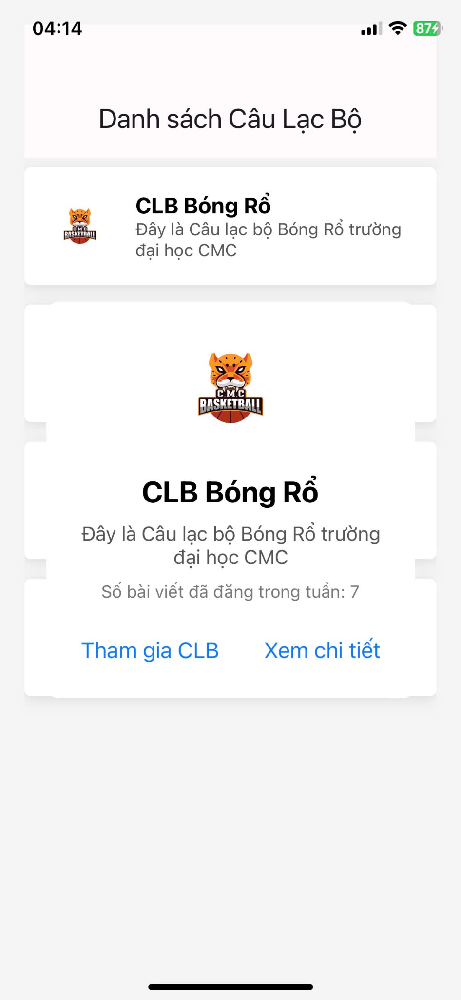 04:14
87
Danh sách Câu Lạc Bộ
CLB Bóng Rổ
Đây là Câu lạc bộ Bóng Rổ trường
đại học CMC
C.M.C
BASKETBALL
C.M.C
BASKETBALL
CLB Bóng Rổ
Đây là Câu lạc bộ Bóng Rổ trường
đại học CMC
Số bài viết đã đăng trong tuần: 7
Tham gia CLB
Xem chi tiết